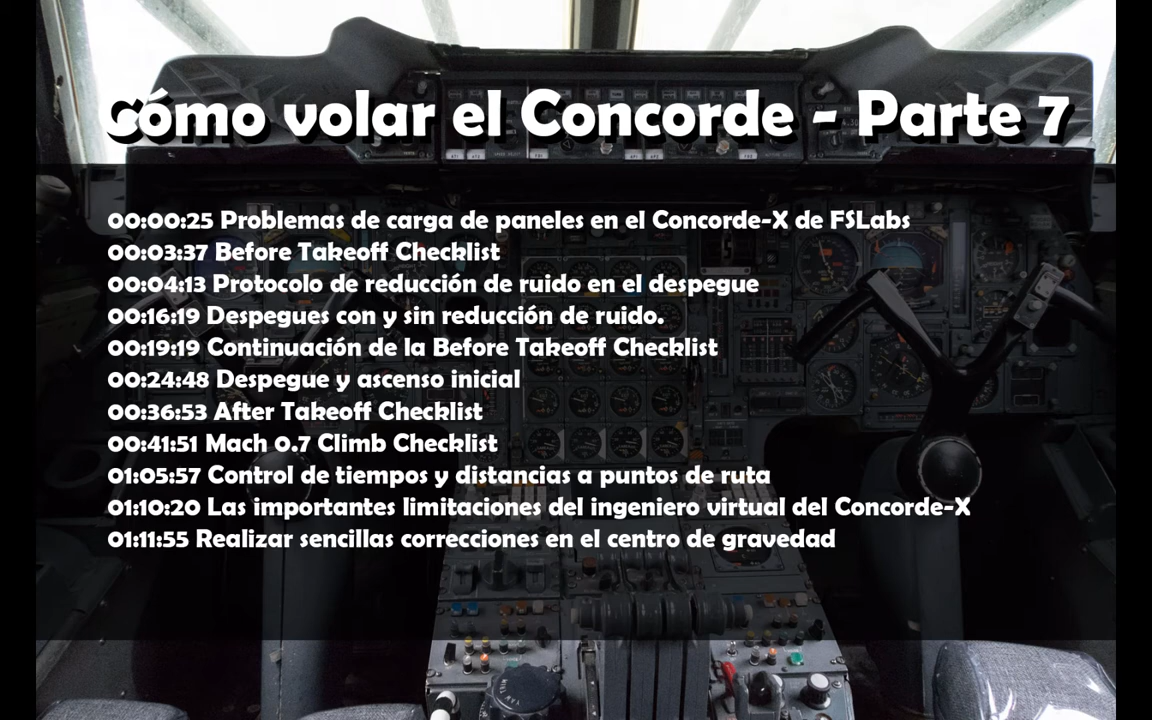 Cómo volar el Concorde - Parte 7
00:00:25 Problemas de carga de paneles en el Concorde-X de FSLabs
00:03:37 Before Takeoff Checklist
00:04:13 Protocolo de reducción de ruido en el despegue
00:16:19 Despegues con y sin reducción de ruido.
00:19:19 Continuación de la Before Takeoff Checklist
00:24:48 Despegue y ascenso inicial
00:36:53 After Takeoff Checklist
00:41:51 Mach 0.7 Climb Checklist
01:05:57 Control de tiempos y distancias a puntos de ruta
01:10:20 Las importantes limitaciones del ingeniero virtual del Concorde-X
01:11:55 Realizar sencillas correcciones en el centro de gravedad